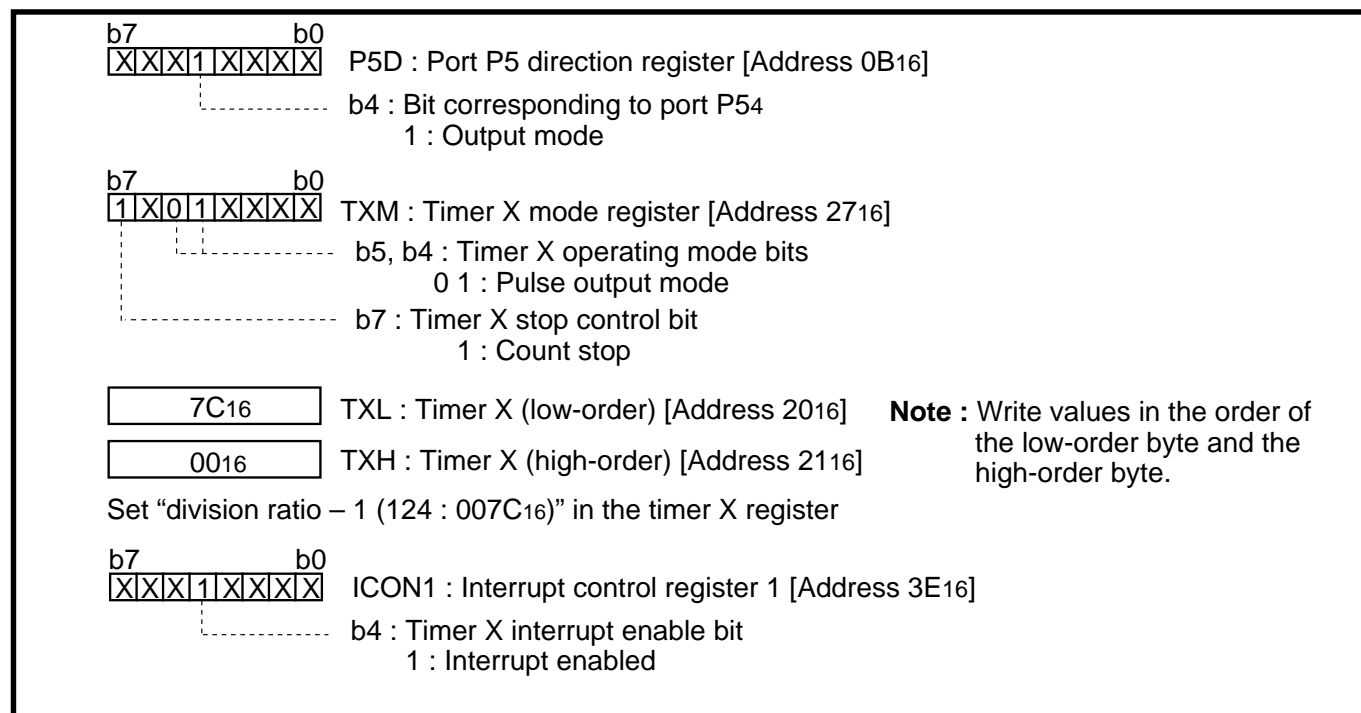 b7 b0
X X X 1 X X X X P5D : Port P5 direction register [Address 0B16]
b4 : Bit corresponding to port P54
1 : Output mode
b7 b0
1 X 0 1 X X X X TXM : Timer X mode register [Address 2716]
b5, b4 : Timer X operating mode bits
0 1 : Pulse output mode
b7 : Timer X stop control bit
1 : Count stop
7C16 TXL : Timer X (low-order) [Address 2016] Note : Write values in the order of
the low-order byte and the
0016 TXH : Timer X (high-order) [Address 2116] high-order byte.
Set “division ratio – 1 (124 : 007C16)” in the timer X register
b7 b0
X X X 1 X X X X ICON1 : Interrupt control register 1 [Address 3E16]
b4 : Timer X interrupt enable bit
1 : Interrupt enabled